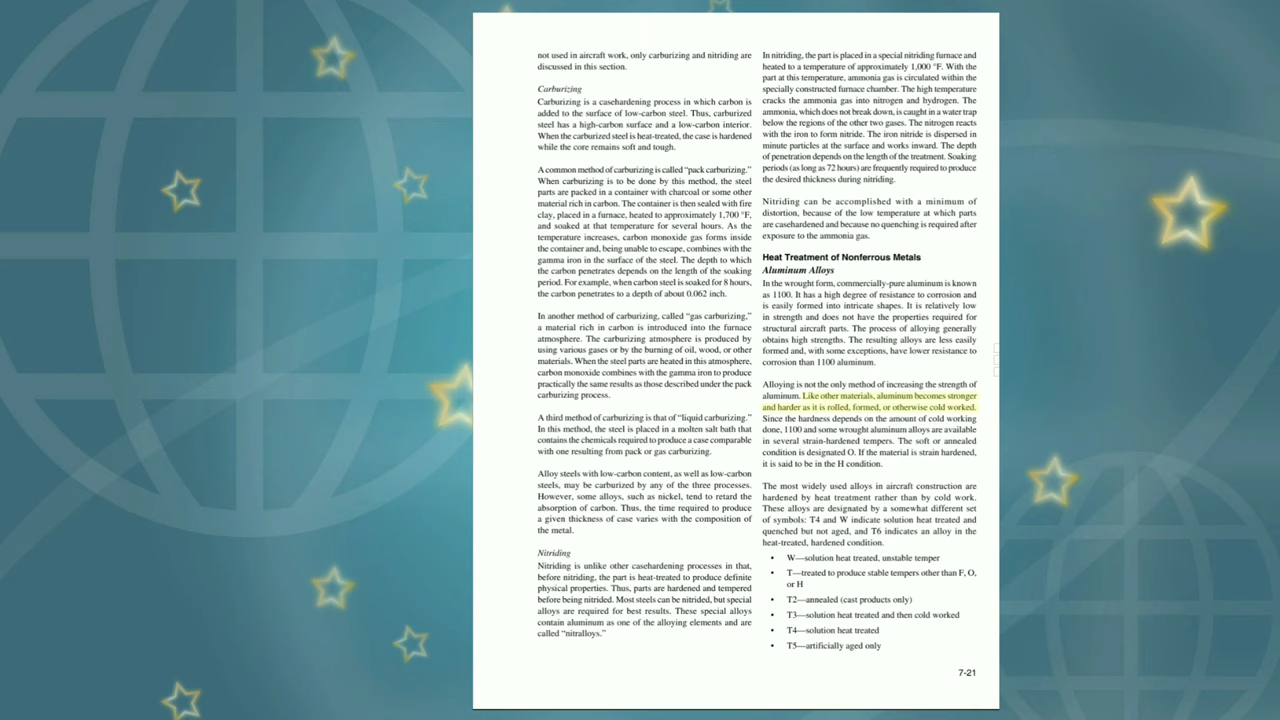 not used in aircraft work, only carburizing and nitriding are
discussed in this section.
Carburizing
Carburizing is a casehardening process in which carbon is
added to the surface of low-carbon steel. Thus, carburized
steel has a high-carbon surface and a low-carbon interior.
When the carburized steel is heat-treated, the case is hardened
while the core remains soft and tough.
A common method of carburizing is called “pack carburizing.”
When carburizing is to be done by this method, the steel
parts are packed in a container with charcoal or some other
material rich in carbon. The container is then sealed with fire
clay, placed in a furnace, heated to approximately 1,700 °F,
and soaked at that temperature for several hours. As the
temperature increases, carbon monoxide gas forms inside
the container and, being unable to escape, combines with the
gamma iron in the surface of the steel. The depth to which
the carbon penetrates depends on the length of the soaking
period. For example, when carbon steel is soaked for 8 hours,
the carbon penetrates to a depth of about 0.062 inch.
In another method of carburizing, called “gas carburizing,”
a material rich in carbon is introduced into the furnace
atmosphere. The carburizing atmosphere is produced by
using various gases or by the burning of oil, wood, or other
materials. When the steel parts are heated in this atmosphere,
carbon monoxide combines with the gamma iron to produce
practically the same results as those described under the pack
carburizing process.
A third method of carburizing is that of “liquid carburizing.”
In this method, the steel is placed in a molten salt bath that
contains the chemicals required to produce a case comparable
with one resulting from pack or gas carburizing.
Alloy steels with low-carbon content, as well as low-carbon
steels, may be carburized by any of the three processes.
However, some alloys, such as nickel, tend to retard the
absorption of carbon. Thus, the time required to produce
a given thickness of case varies with the composition of
the metal.
Nitriding
Nitriding is unlike other casehardening processes in that,
before nitriding, the part is heat-treated to produce definite
physical properties. Thus, parts are hardened and tempered
before being nitrided. Most steels can be nitrided, but special
alloys are required for best results. These special alloys
contain aluminum as one of the alloying elements and are
called “nitralloys.”
In nitriding, the part is placed in a special nitriding furnace and
heated to a temperature of approximately 1,000 °F. With the
part at this temperature, ammonia gas is circulated within the
specially constructed furnace chamber. The high temperature
cracks the ammonia gas into nitrogen and hydrogen. The
ammonia, which does not break down, is caught in a water trap
below the regions of the other two gases. The nitrogen reacts
with the iron to form nitride. The iron nitride is dispersed in
minute particles at the surface and works inward. The depth
of penetration depends on the length of the treatment. Soaking
periods (as long as 72 hours) are frequently required to produce
the desired thickness during nitriding.
Nitriding can be accomplished with a minimum of
distortion, because of the low temperature at which parts
are casehardened and because no quenching is required after
exposure to the ammonia gas.
Heat Treatment of Nonferrous Metals
Aluminum Alloys
In the wrought form, commercially-pure aluminum is known
as 1100. It has a high degree of resistance to corrosion and
is easily formed into intricate shapes. It is relatively low
in strength and does not have the properties required for
structural aircraft parts. The process of alloying generally
obtains high strengths. The resulting alloys are less easily
formed and, with some exceptions, have lower resistance to
corrosion than 1100 aluminum.
Alloying is not the only method of increasing the strength of
aluminum. Like other materials, aluminum becomes stronger
and harder as it is rolled, formed, or otherwise cold worked.
Since the hardness depends on the amount of cold working
done, 1100 and some wrought aluminum alloys are available
in several strain-hardened tempers. The soft or annealed
condition is designated O. If the material is strain hardened,
it is said to be in the H condition.
The most widely used alloys in aircraft construction are
hardened by heat treatment rather than by cold work.
These alloys are designated by a somewhat different set
of symbols: T4 and W indicate solution heat treated and
quenched but not aged, and T6 indicates an alloy in the
heat-treated, hardened condition.
• W—solution heat treated, unstable temper
• T—treated to produce stable tempers other than F, O,
or H
• T2—annealed (cast products only)
• T3—solution heat treated and then cold worked
• T4—solution heat treated
• T5—artificially aged only
7-21